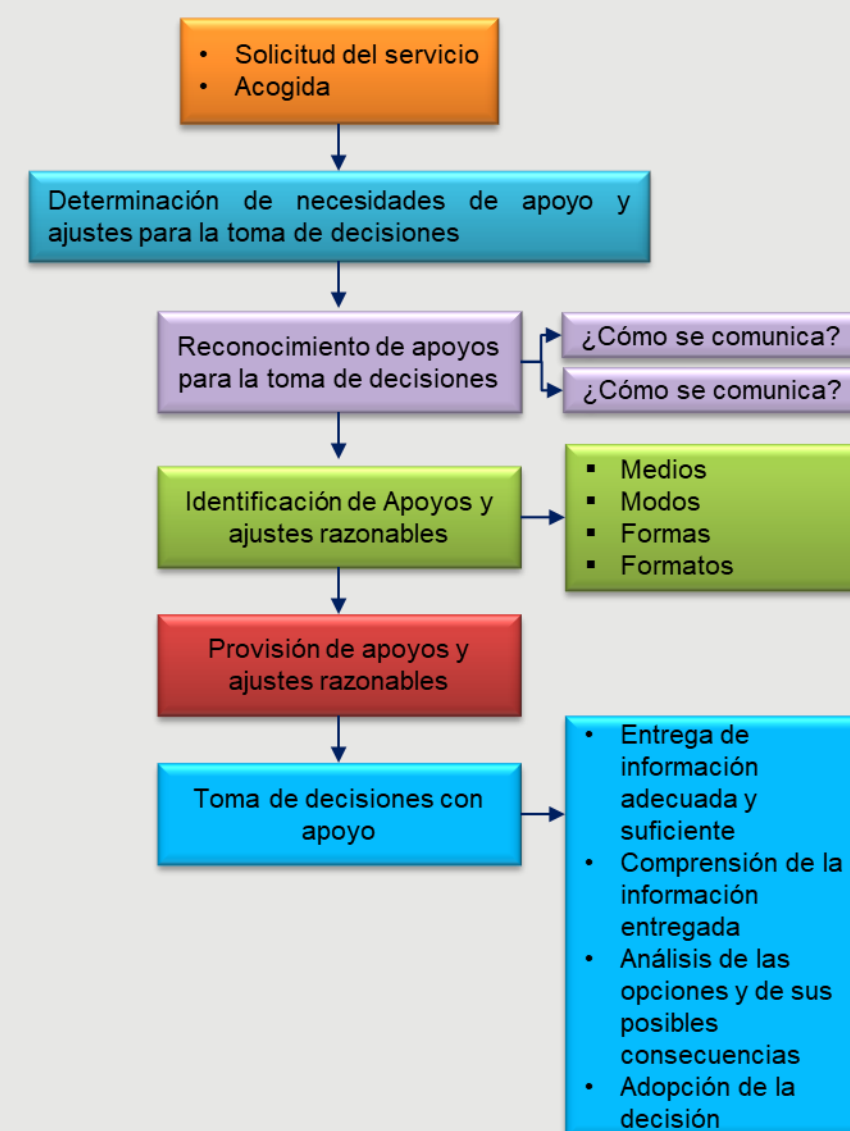 • Solicitud del servicio
• Acogida
Determinación de necesidades de apoyo y
ajustes para la toma de decisiones
Reconocimiento de apoyos
para la toma de decisiones
¿Cómo se comunica?
¿Cómo se comunica?
Identificación de Apoyos y
ajustes razonables
▪ Medios
▪ Modos
▪ Formas
▪ Formatos
Provisión de apoyos y
ajustes razonables
Toma de decisiones con
apoyo
• Entrega de
información
adecuada y
suficiente
• Comprensión de la
información
entregada
• Análisis de las
opciones y de sus
posibles
consecuencias
• Adopción de la
decisión